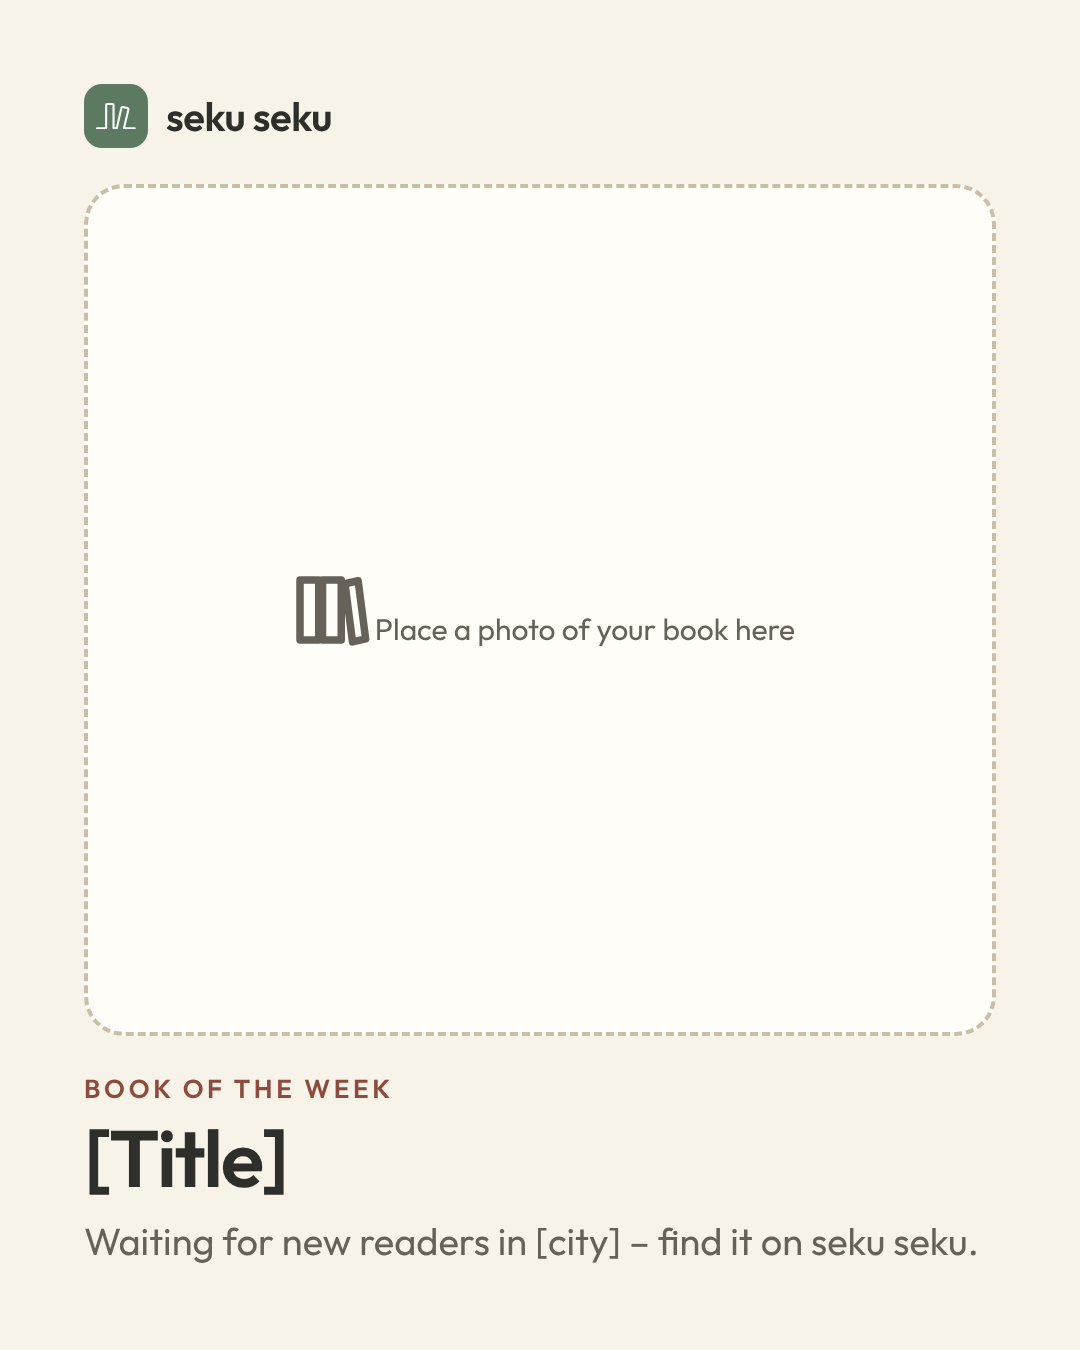 seku seku
Place a photo of your book here
BOOK OF THE WEEK
[Title]
Waiting for new readers in [city] – find it on seku seku.